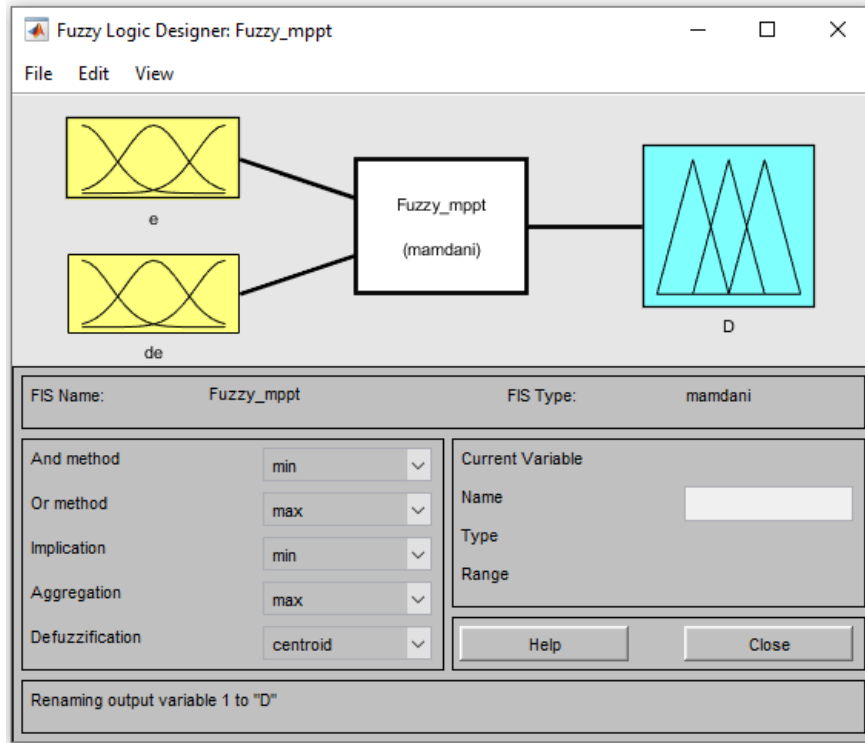 Fuzzy Logic Designer: Fuzzy_mppt
File Edit View
e
de
Fuzzy_mppt
(mamdani)
D
FIS Name: Fuzzy_mppt FIS Type: mamdani
And method min
Or method max
Implication min
Aggregation max
Defuzzification centroid
Current Variable
Name
Type
Range
Help Close
Renaming output variable 1 to "D"